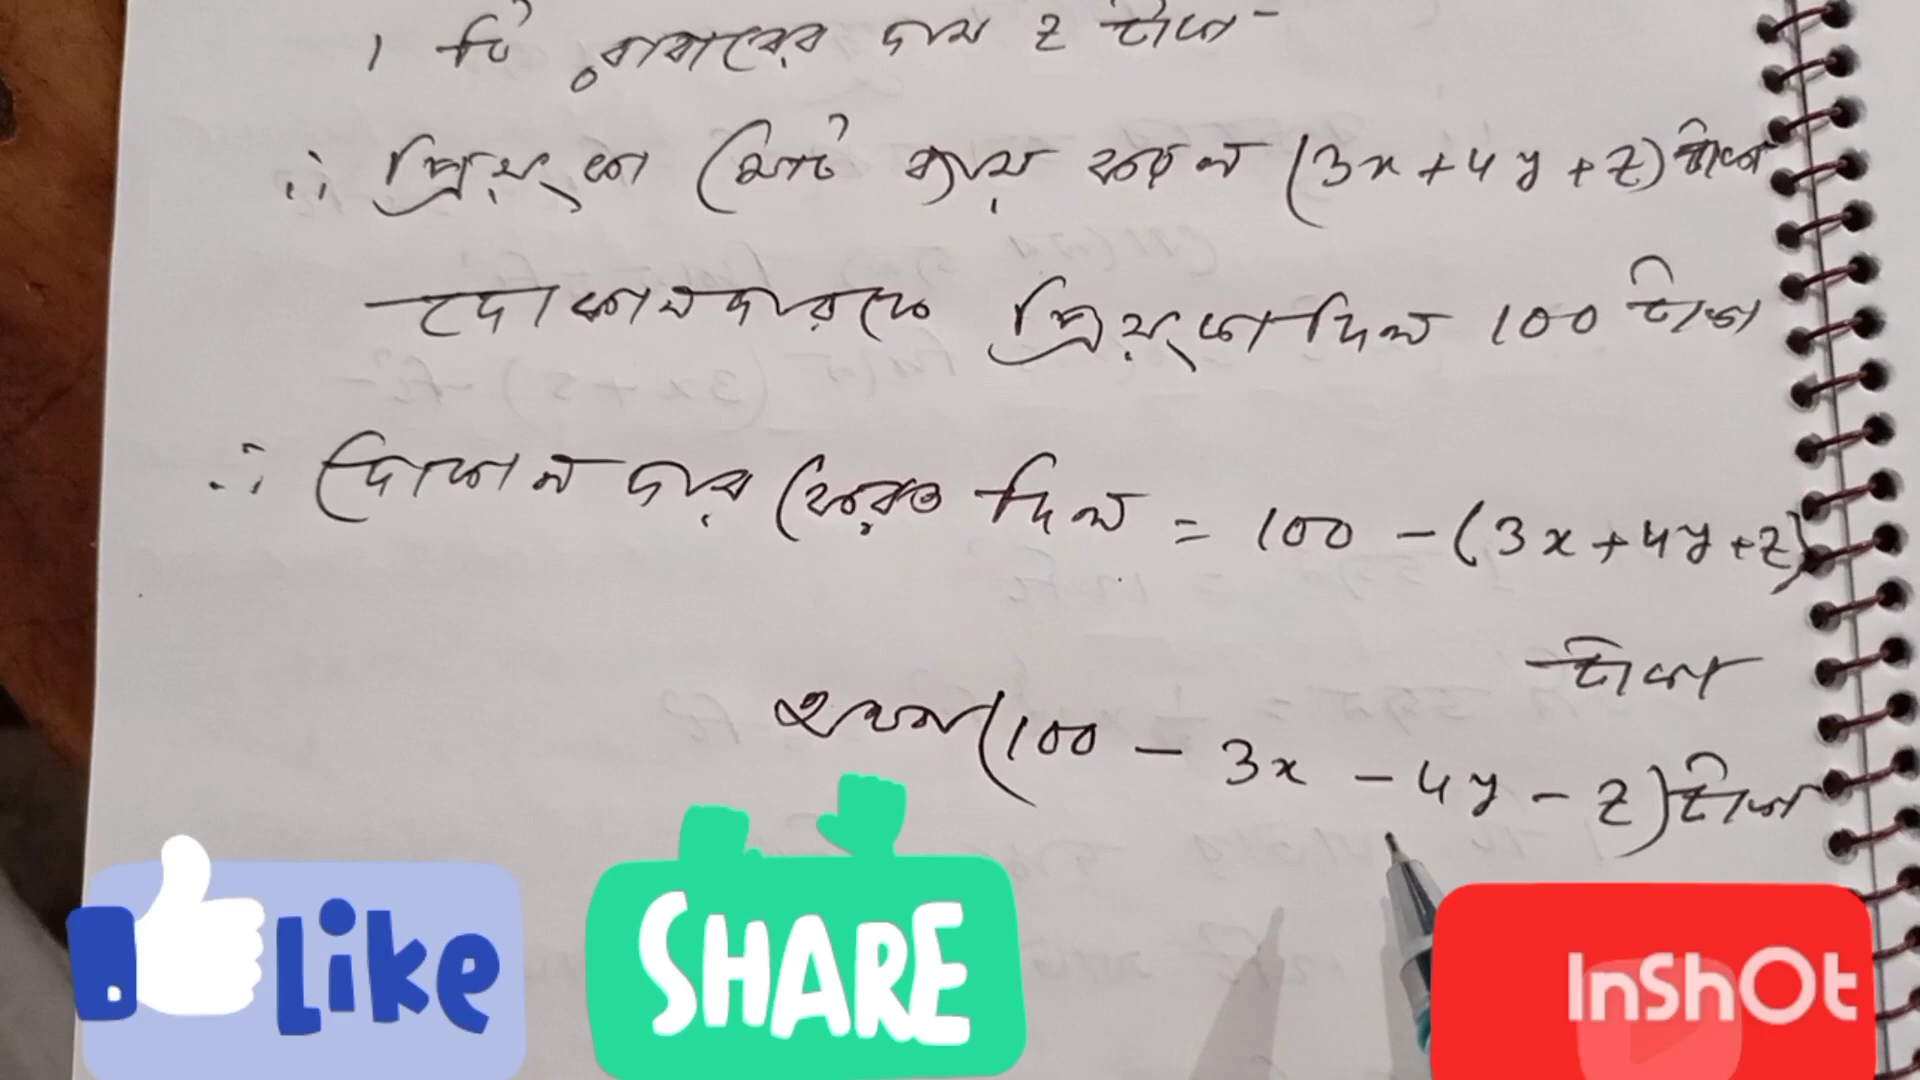 1 টি রাবারের দাম z টাকা
∴ প্রিয়াংকা মোট ব্যয় করল (3x+4y+z) টাকা
দোকানদারকে প্রিয়াংকা দিল 100 টাকা
∴ দোকানদার ফেরত দিল = 100 - (3x+4y+z)
টাকা
(100 - 3x - 4y - z) টাকা
Like
SHARE
InShOt